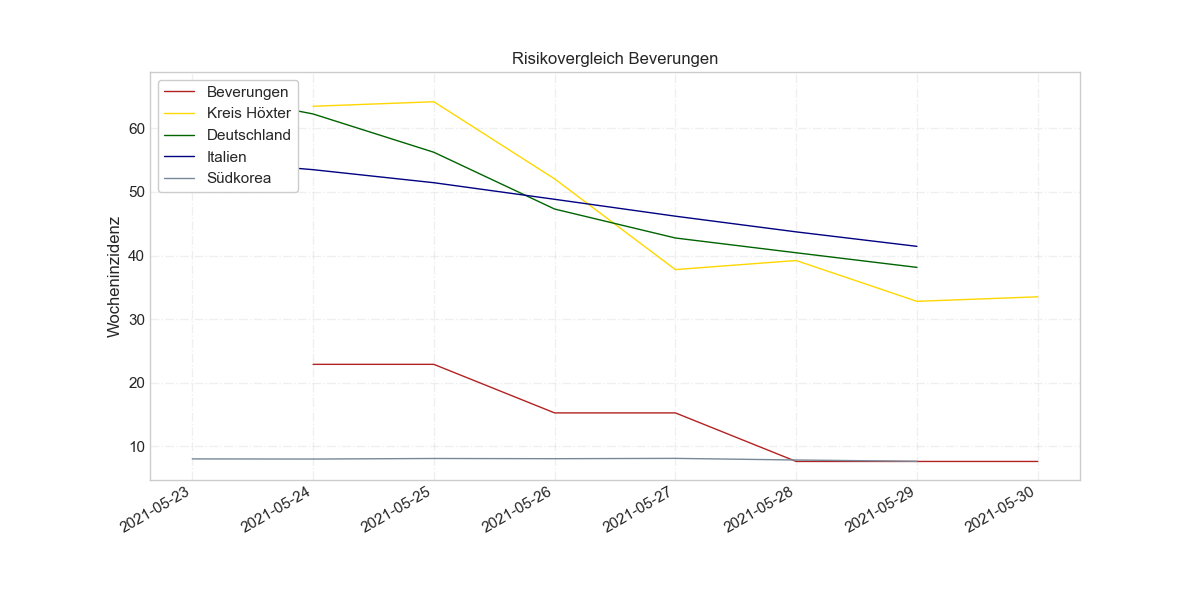 Risikovergleich Beverungen
Beverungen
Kreis Höxter
Deutschland
Italien
Südkorea
Wocheninzidenz
60
50
40
30
20
10
2021-05-23
2021-05-24
2021-05-25
2021-05-26
2021-05-27
2021-05-28
2021-05-29
2021-05-30